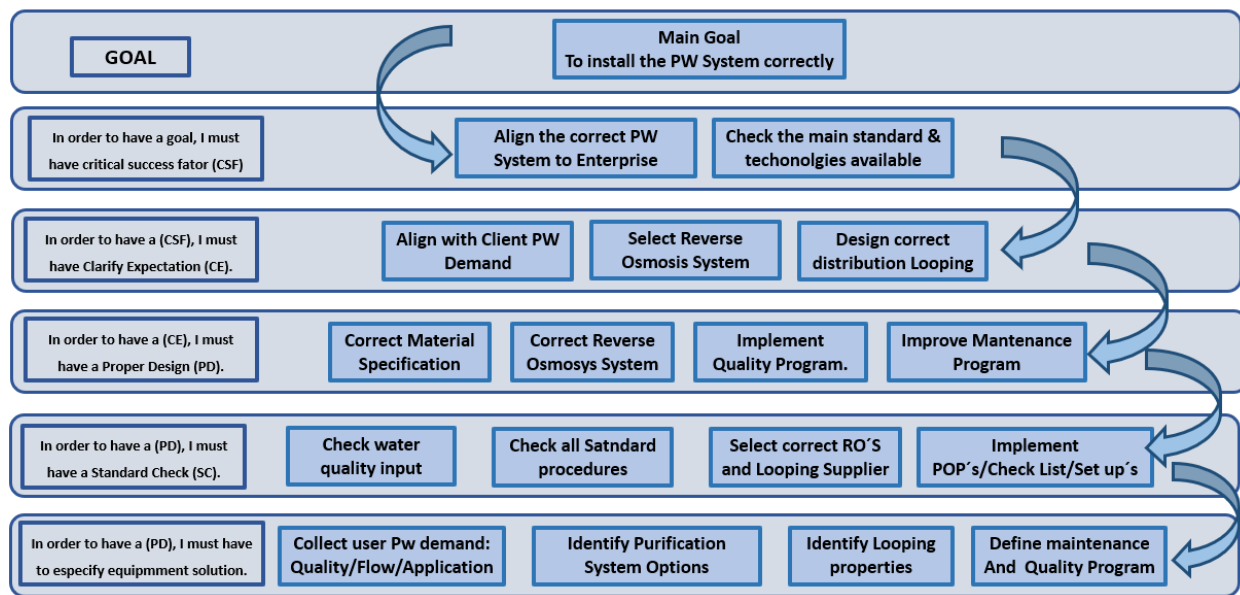 GOAL
Main Goal
To install the PW System correctly
In order to have a goal, I must
have critical success fator (CSF)
Align the correct PW
System to Enterprise
Check the main standard &
techonolgies available
In order to have a (CSF), I must
have Clarify Expectation (CE).
Align with Client PW
Demand
Select Reverse
Osmosis System
Design correct
distribution Looping
In order to have a (CE), I must
have a Proper Design (PD).
Correct Material
Specification
Correct Reverse
Osmosys System
Implement
Quality Program.
Improve Mantenance
Program
In order to have a (PD), I must
have a Standard Check (SC).
Check water
quality input
Check all Satndard
procedures
Select correct RO´S
and Looping Supplier
Implement
POP´s/Check List/Set up´s
In order to have a (PD), I must have
to especify equipmment solution.
Collect user Pw demand:
Quality/Flow/Application
Identify Purification
System Options
Identify Looping
properties
Define maintenance
And Quality Program